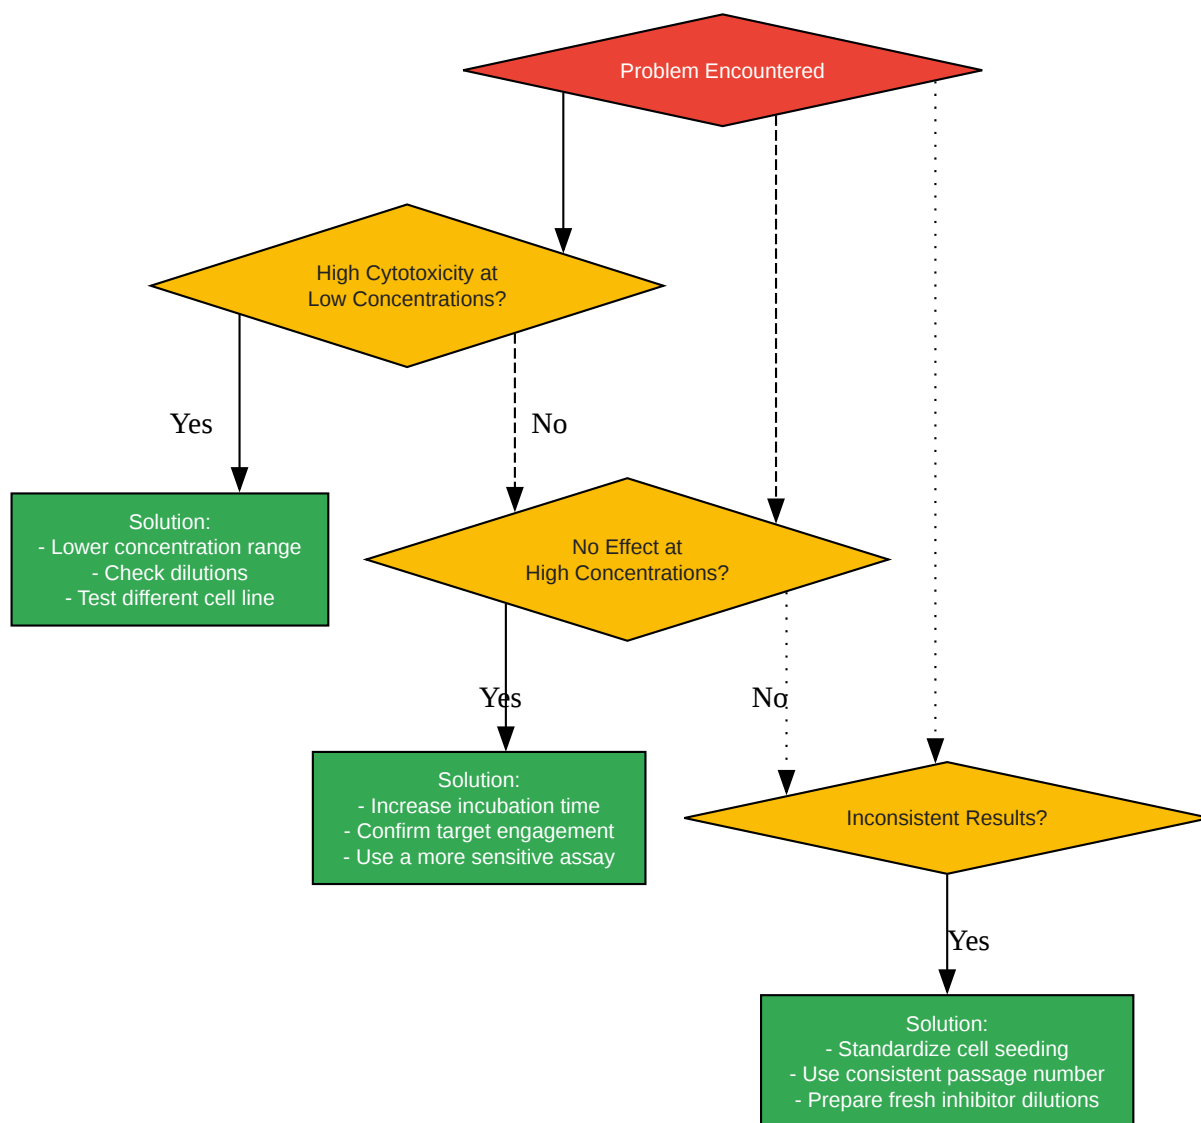 Problem Encountered
High Cytotoxicity at
Low Concentrations?
Yes
No
Solution:
- Lower concentration range
- Check dilutions
- Test different cell line
No Effect at
High Concentrations?
Yes
No
Solution:
- Increase incubation time
- Confirm target engagement
- Use a more sensitive assay
Inconsistent Results?
Yes
Solution:
- Standardize cell seeding
- Use consistent passage number
- Prepare fresh inhibitor dilutions